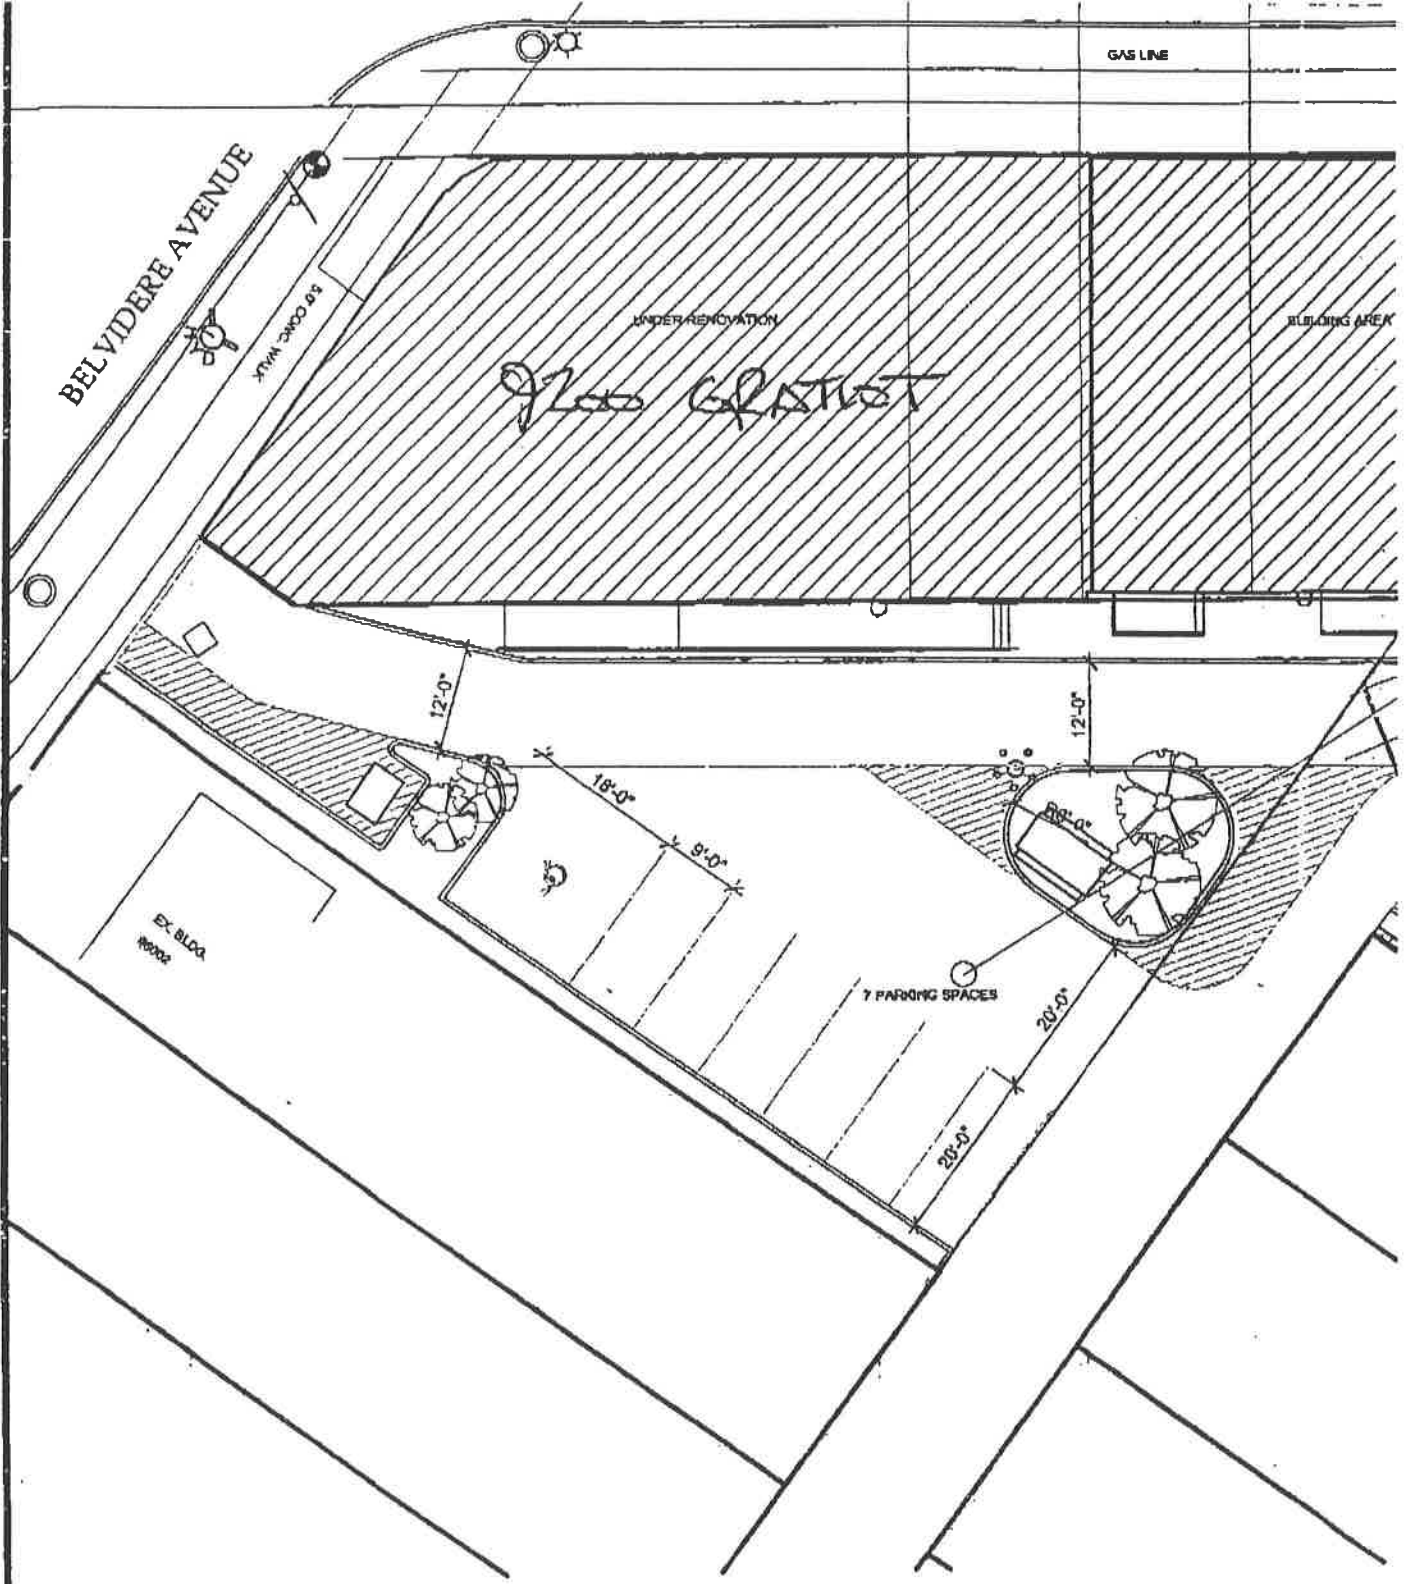 GAS LINE
BELVIDERE AVENUE
5.0' CONC. WALK
UNDER RENOVATION
BUILDING AREA
9200 GRATIOT
12'-0"
12'-0"
18'-0"
9'-0"
EX. BLDG.
7 PARKING SPACES
20'-0"
20'-0"